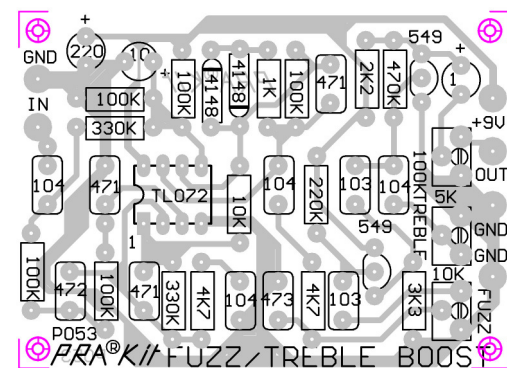 +
220
10
+
GND
IN
100K
330K
100K
4148
4148
1K
100K
471
2K2
470K
549
+
1
+9V
104
471
TL072
1
10K
104
220K
103
104
100KTREBLE
5K
OUT
GND
GND
549
10K
FUZZ
100K
472
100K
471
330K
4K7
104
473
4K7
103
3K3
P053
PRA®Kit FUZZ/TREBLE BOOST